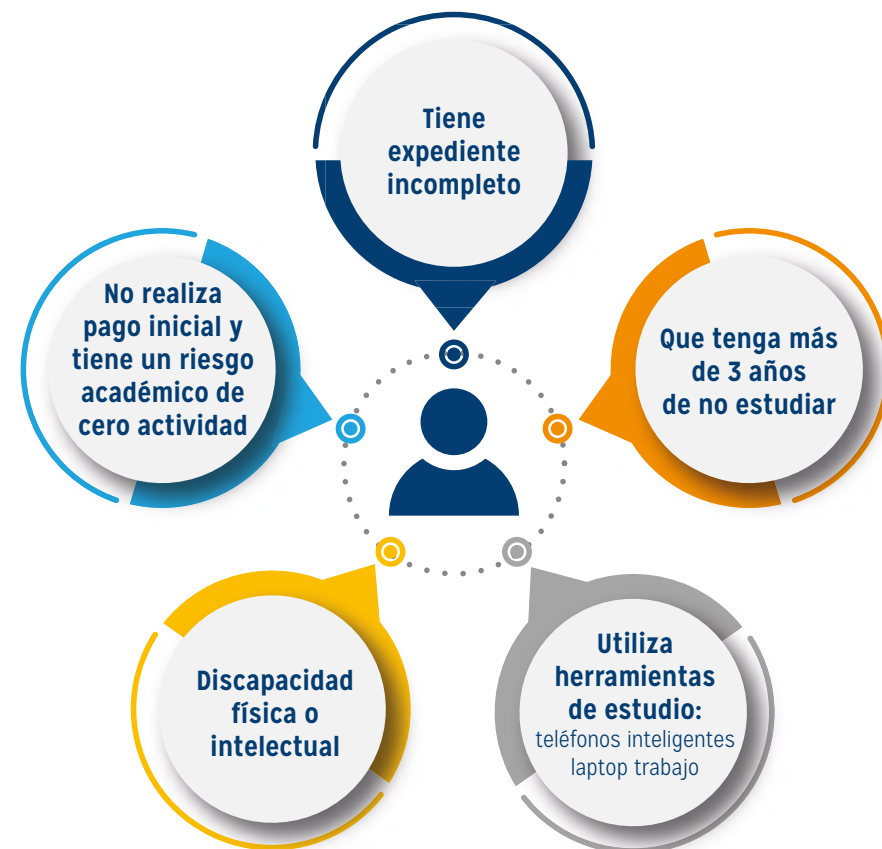 Tiene
expediente
incompleto
No realiza
pago inicial y
tiene un riesgo
académico de
cero actividad
Que tenga más
de 3 años
de no estudiar
Discapacidad
física o
intelectual
Utiliza
herramientas
de estudio:
teléfonos inteligentes
laptop trabajo